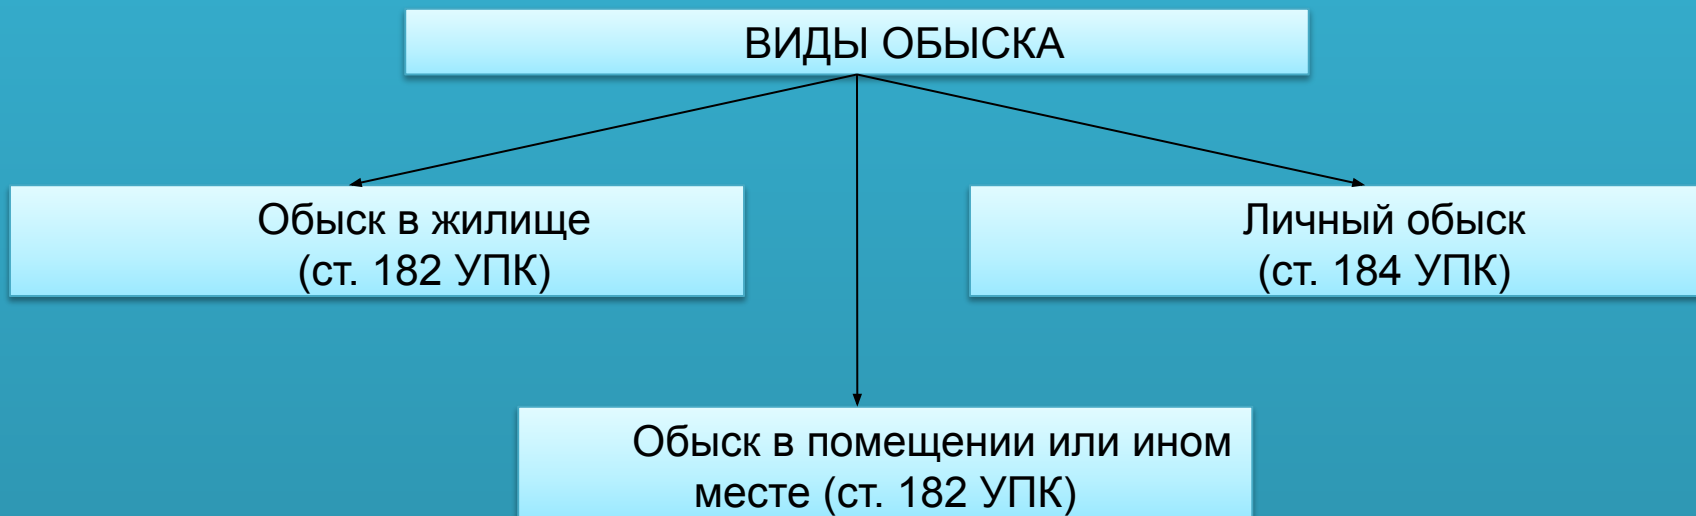 ВИДЫ ОБЫСКА
Обыск в жилище
(ст. 182 УПК)
Личный обыск
(ст. 184 УПК)
Обыск в помещении или ином
месте (ст. 182 УПК)